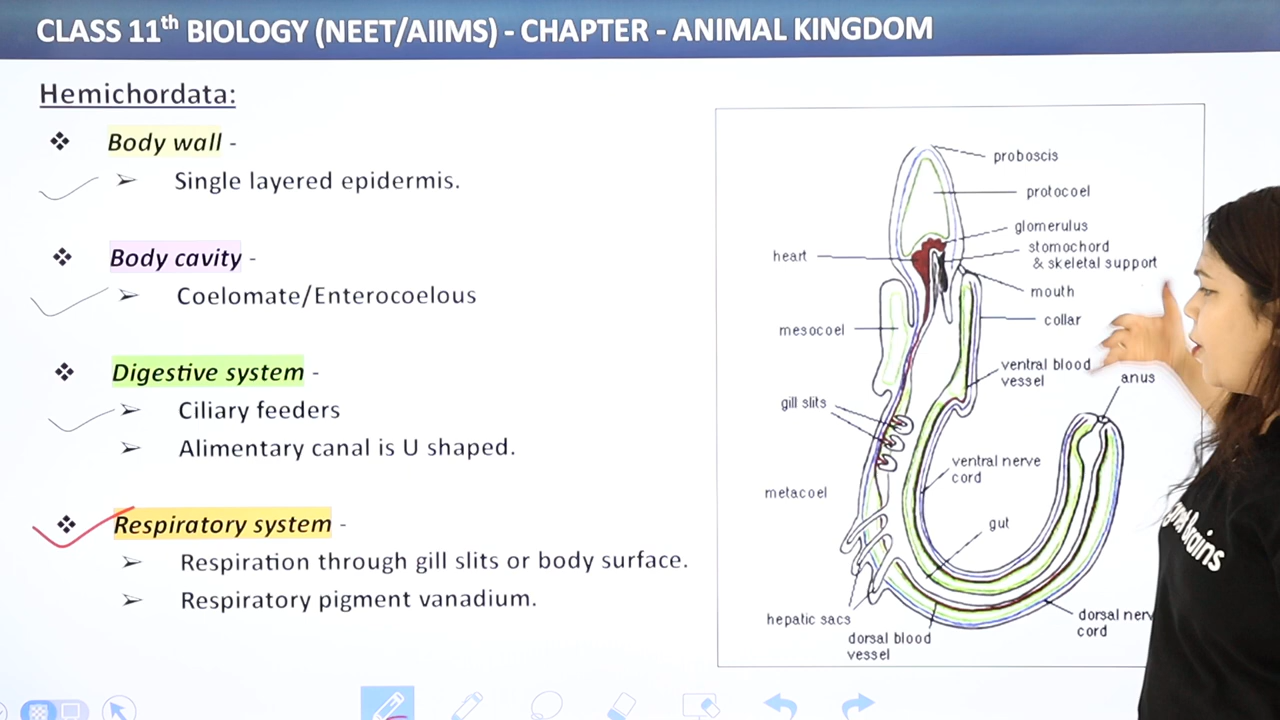 CLASS 11th BIOLOGY (NEET/AIIMS) - CHAPTER - ANIMAL KINGDOM
Hemichordata:
❖ Body wall -
➢ Single layered epidermis.
❖ Body cavity -
➢ Coelomate/Enterocoelous
❖ Digestive system -
➢ Ciliary feeders
➢ Alimentary canal is U shaped.
❖ Respiratory system -
➢ Respiration through gill slits or body surface.
➢ Respiratory pigment vanadium.
proboscis
protocoel
glomerulus
stomochord
& skeletal support
heart
mouth
collar
mesocoel
ventral blood
vessel
anus
gill slits
ventral nerve
cord
metacoel
gut
hepatic sacs
dorsal blood
vessel
dorsal
cord
brains